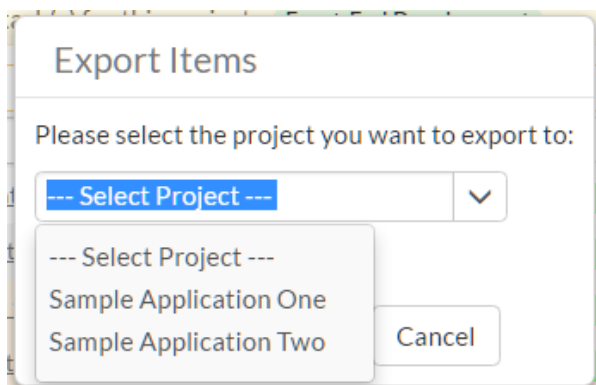 Export Items
Please select the project you want to export to:
--- Select Project ---
--- Select Project ---
Sample Application One
Sample Application Two
Cancel